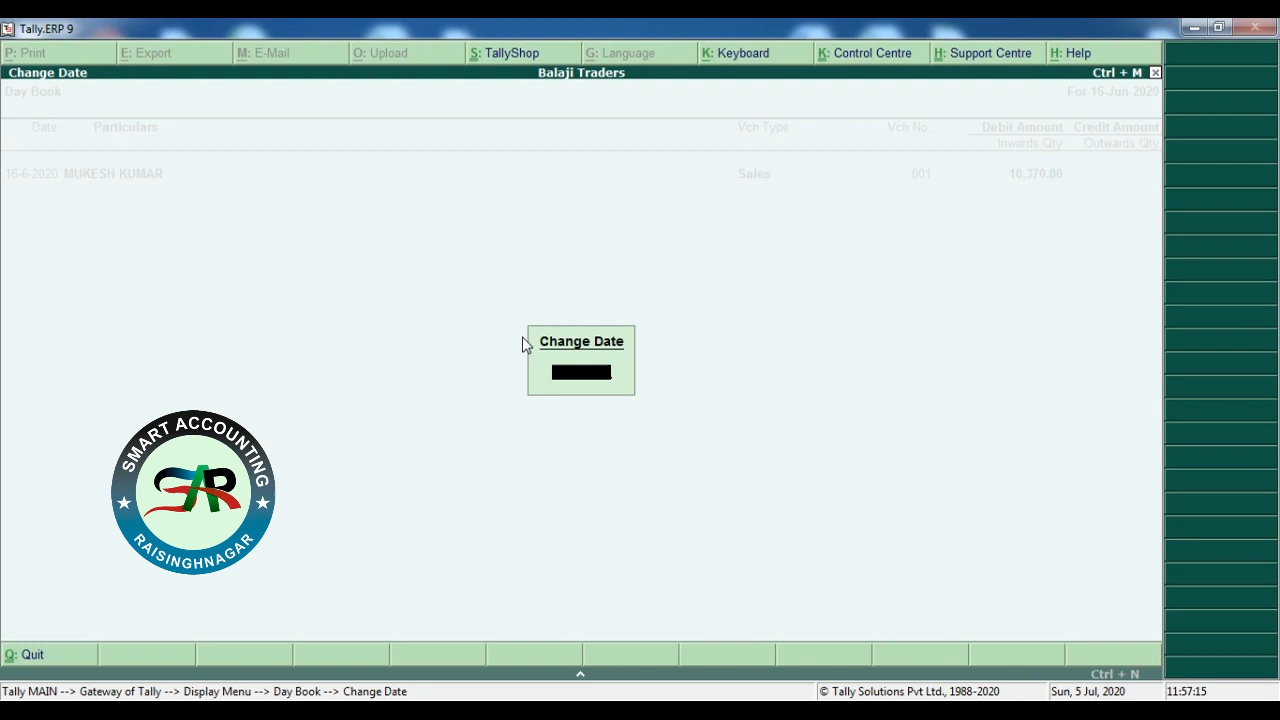 Tally.ERP 9
P: Print E: Export M: E-Mail O: Upload S: TallyShop G: Language K: Keyboard K: Control Centre H: Support Centre H: Help
Change Date Balaji Traders Ctrl + M
Day Book For 16-Jun-2020
Date Particulars Vch Type Vch No. Debit Amount Credit Amount
Inwards Qty Outwards Qty
16-6-2020 MUKESH KUMAR Sales 001 10,370.00
Change Date
SMART ACCOUNTING
SAR
RAISINGHNAGAR
Q: Quit
Ctrl + N
Tally MAIN --> Gateway of Tally --> Display Menu --> Day Book --> Change Date © Tally Solutions Pvt Ltd., 1988-2020 Sun, 5 Jul, 2020 11:57:15